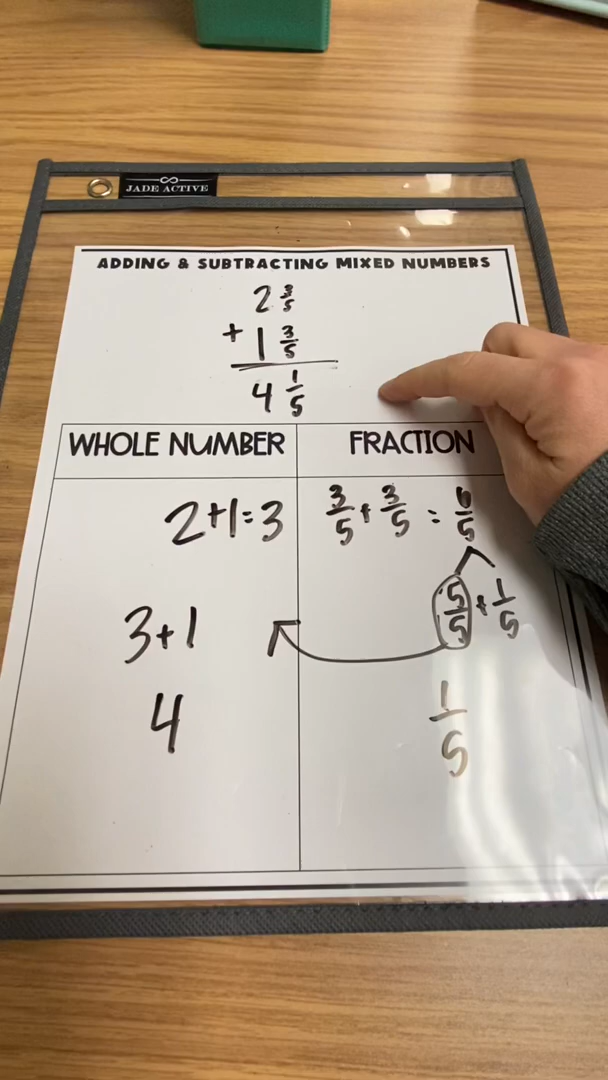 JADE ACTIVE
ADDING & SUBTRACTING MIXED NUMBERS
2 3/5
+ 1 3/5
4 1/5
WHOLE NUMBER FRACTION
2+1=3 3/5 + 3/5 = 6/5
3+1 5/5 + 1/5
4 1/5